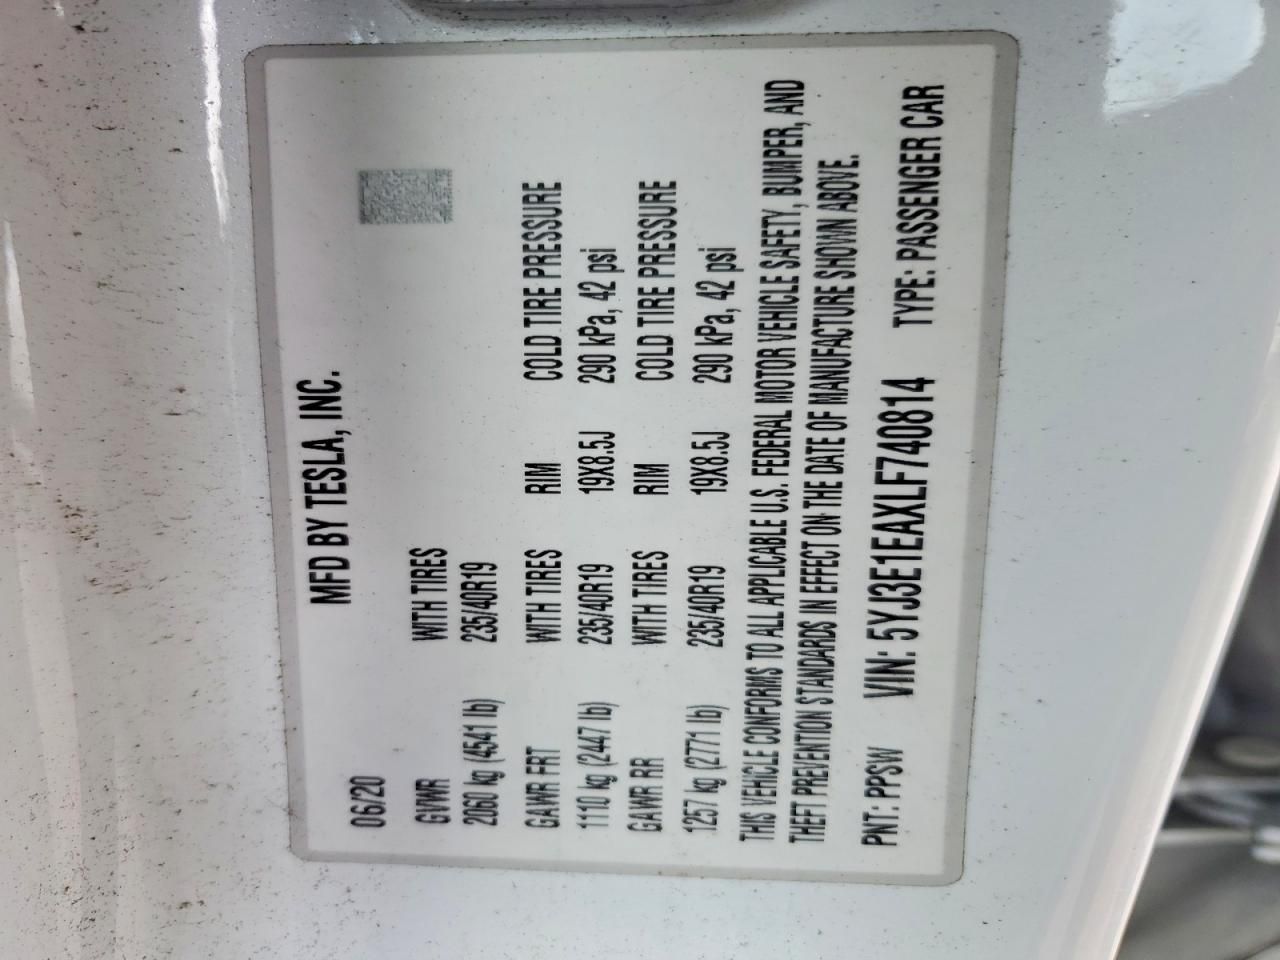 MFD BY TESLA, INC.
06/20
GVWR WITH TIRES
2060 kg (4541 lb) 235/40R19
GAWR FRT WITH TIRES RIM COLD TIRE PRESSURE
1110 kg (2447 lb) 235/40R19 19X8.5J 290 kPa, 42 psi
GAWR RR WITH TIRES RIM COLD TIRE PRESSURE
1257 kg (2771 lb) 235/40R19 19X8.5J 290 kPa, 42 psi
THIS VEHICLE CONFORMS TO ALL APPLICABLE U.S. FEDERAL MOTOR VEHICLE SAFETY, BUMPER, AND
THEFT PREVENTION STANDARDS IN EFFECT ON THE DATE OF MANUFACTURE SHOWN ABOVE.
PNT: PPSW VIN: 5YJ3E1EAXLF740814 TYPE: PASSENGER CAR